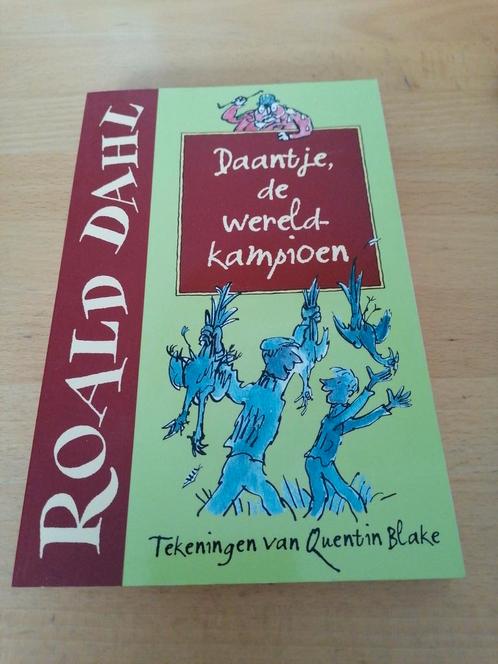 ROALD DAHL
Daantje,
de
wereld-
kampioen
Tekeningen van Quentin Blake